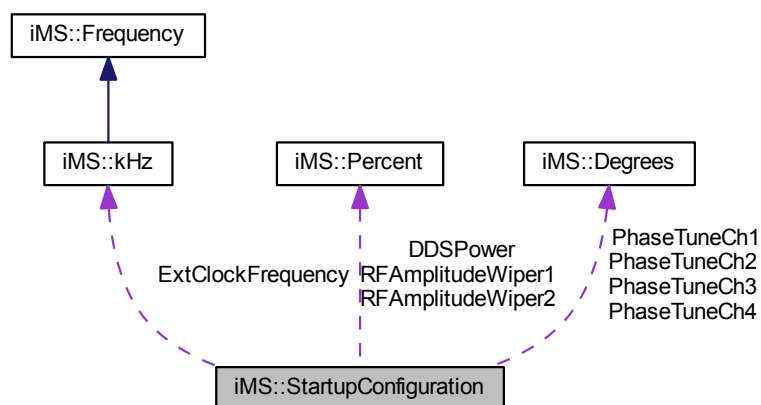 iMS::Frequency
iMS::kHz
iMS::Percent
iMS::Degrees
ExtClockFrequency
DDSPower
RFAmplitudeWiper1
RFAmplitudeWiper2
PhaseTuneCh1
PhaseTuneCh2
PhaseTuneCh3
PhaseTuneCh4
iMS::StartupConfiguration